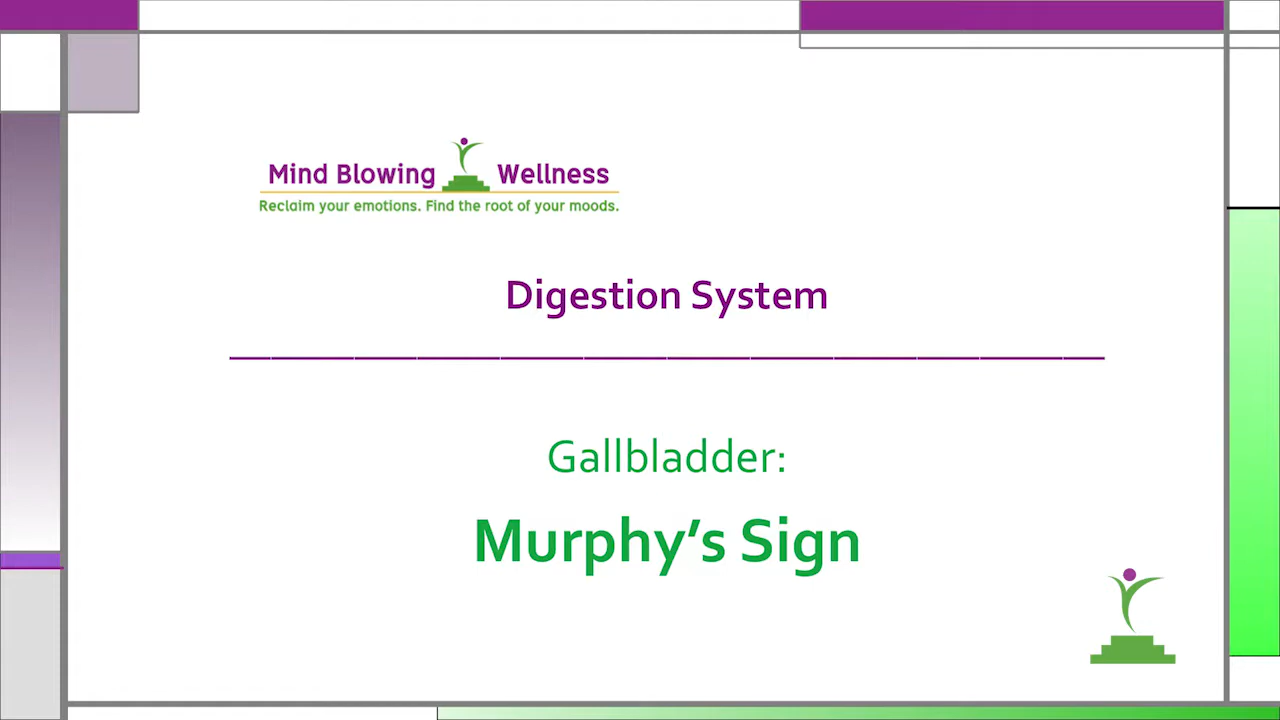 Mind Blowing Wellness
Reclaim your emotions. Find the root of your moods.
Digestion System
Gallbladder:
Murphy’s Sign